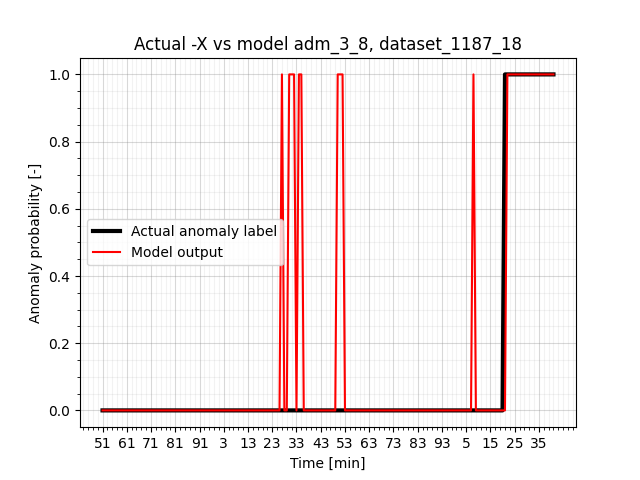 Actual -X vs model adm_3_8, dataset_1187_18
Anomaly probability [-]
1.0
0.8
0.6
0.4
0.2
0.0
Actual anomaly label
Model output
51 61 71 81 91 3 13 23 33 43 53 63 73 83 93 5 15 25 35
Time [min]